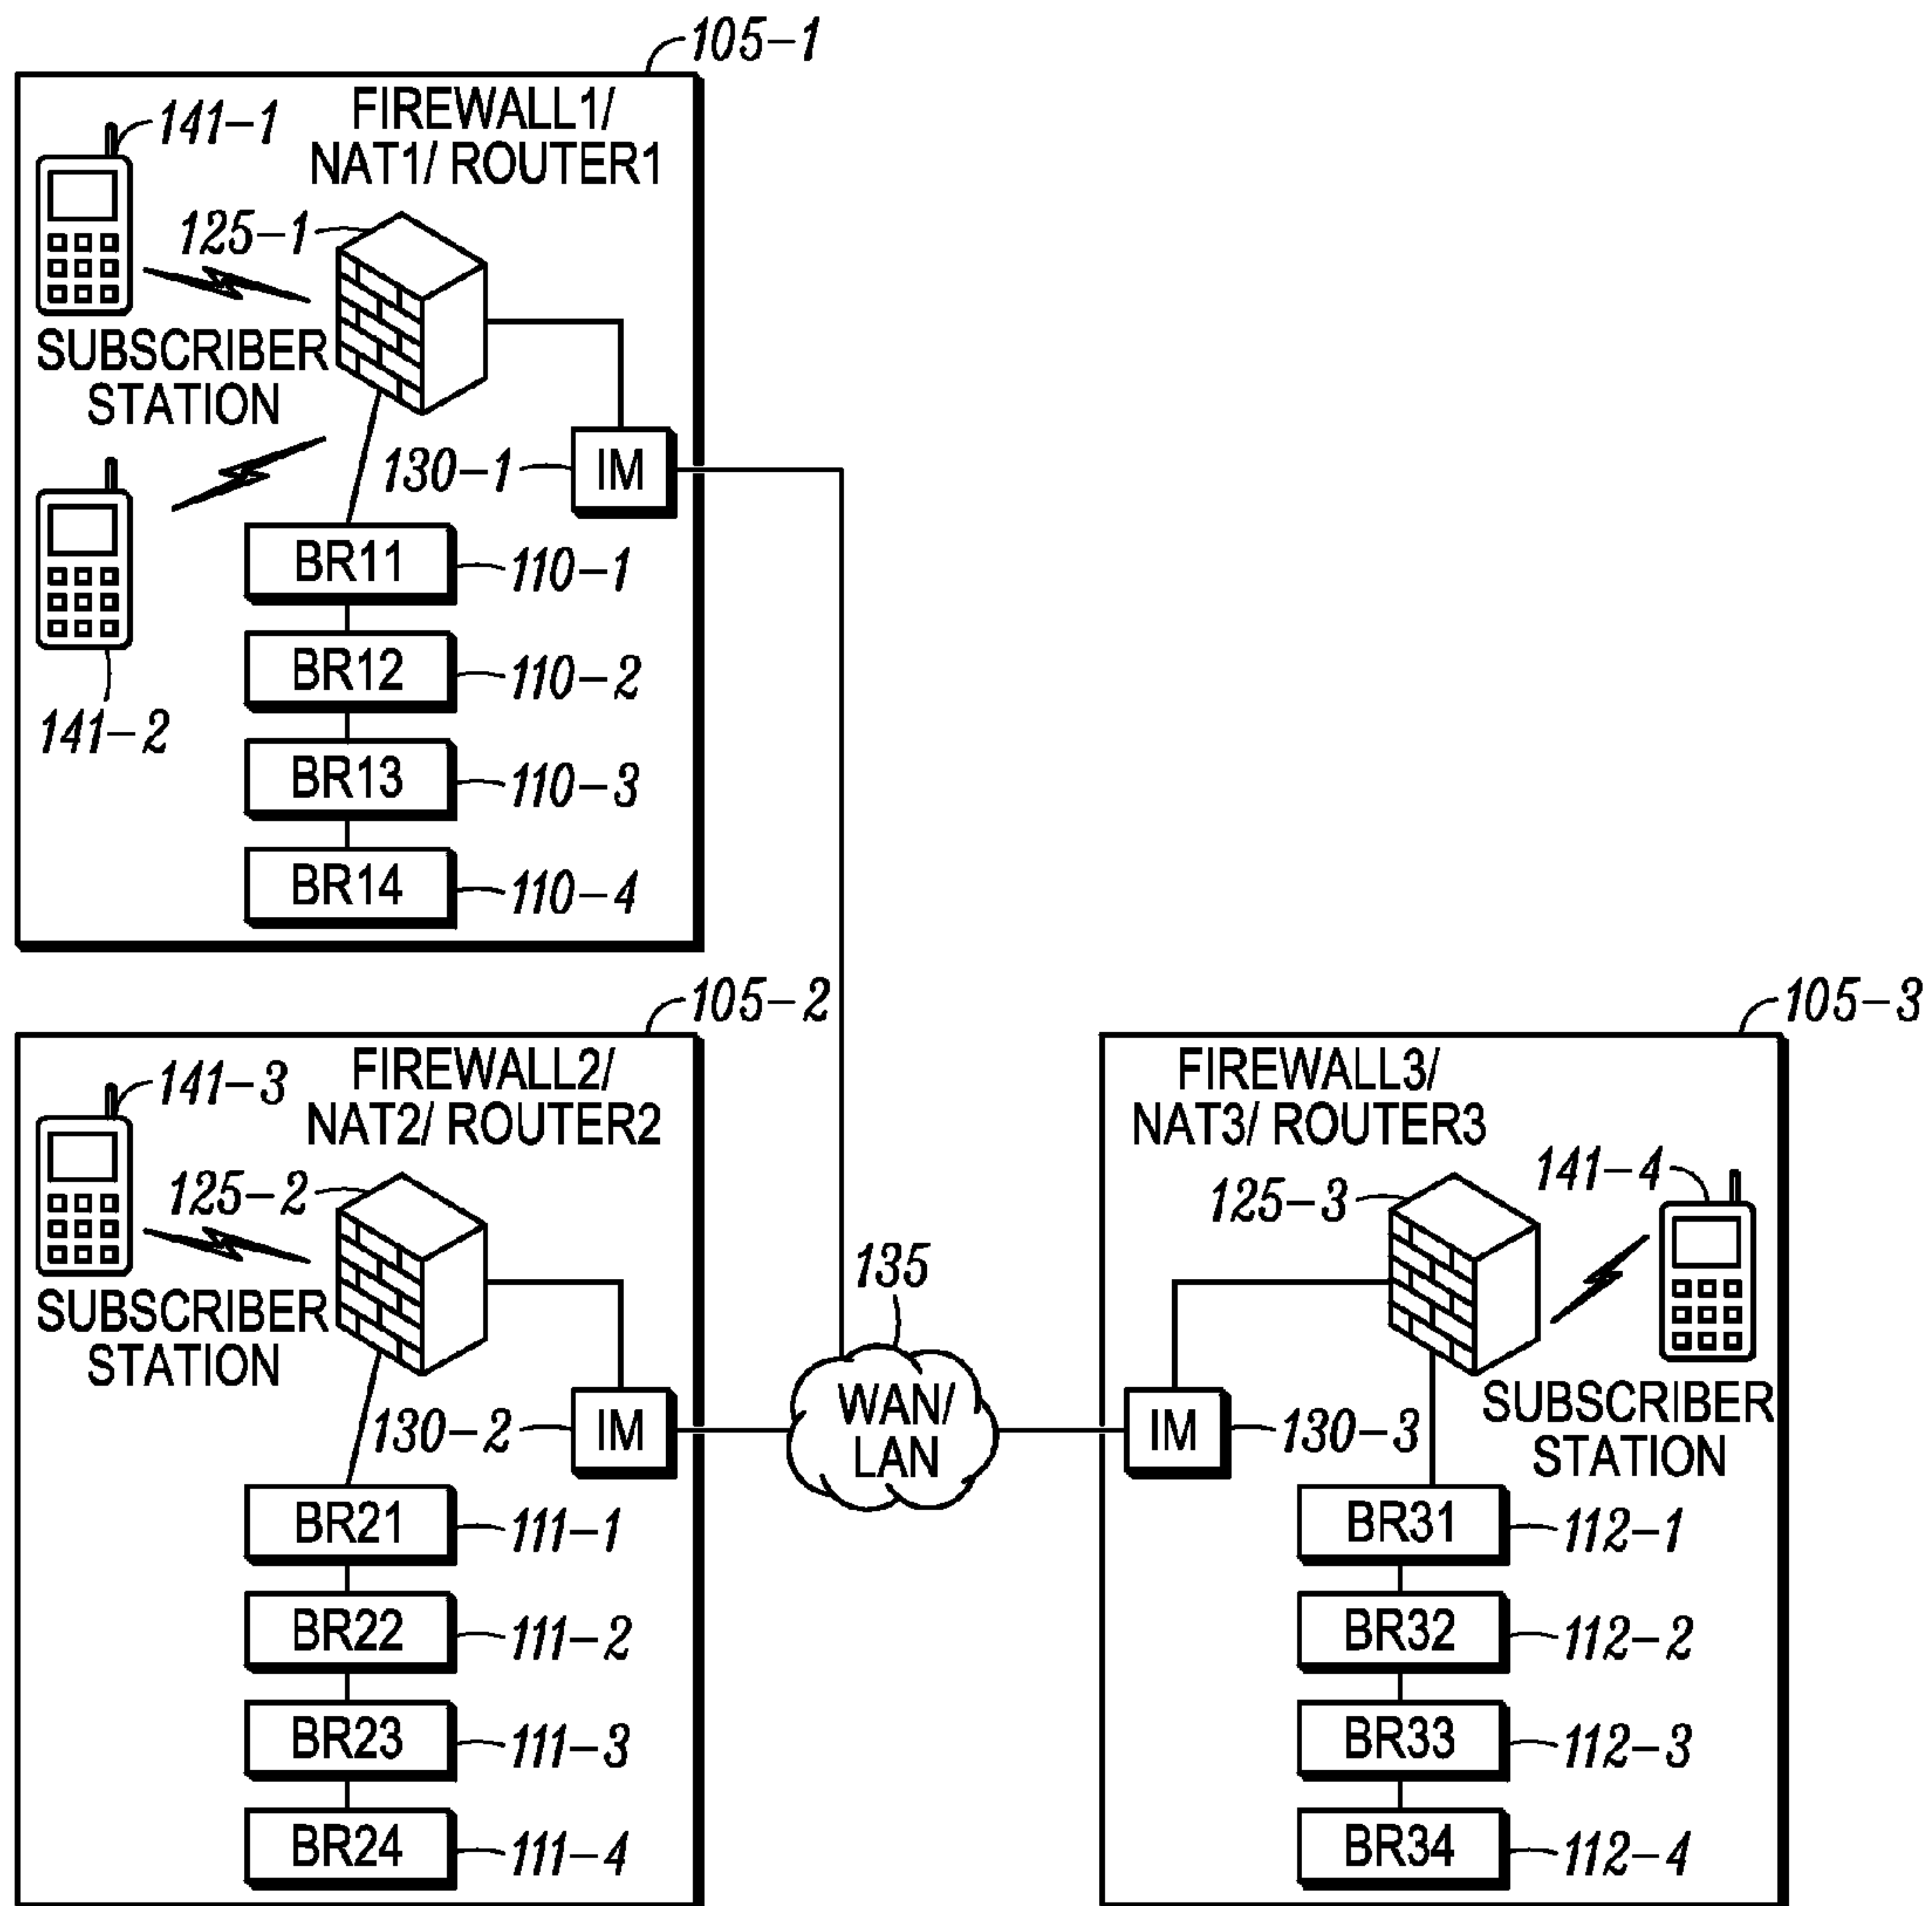 105-1
141-1
FIREWALL1/
NAT1/ ROUTER1
125-1
SUBSCRIBER
STATION
130-1
IM
141-2
BR11
110-1
BR12
110-2
BR13
110-3
BR14
110-4
105-2
141-3
FIREWALL2/
NAT2/ ROUTER2
125-2
SUBSCRIBER
STATION
130-2
IM
BR21
111-1
BR22
111-2
BR23
111-3
BR24
111-4
135
WAN/
LAN
105-3
FIREWALL3/
NAT3/ ROUTER3
125-3
141-4
IM
130-3
SUBSCRIBER
STATION
BR31
112-1
BR32
112-2
BR33
112-3
BR34
112-4